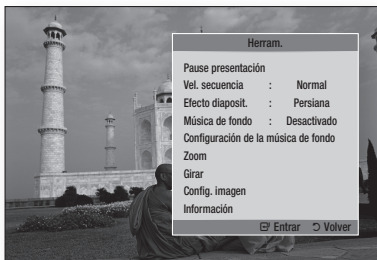 Herram.
Pause presentación
Vel. secuencia : Normal
Efecto diaposit. : Persiana
Música de fondo : Desactivado
Configuración de la música de fondo
Zoom
Girar
Config. imagen
Información
Entrar Volver